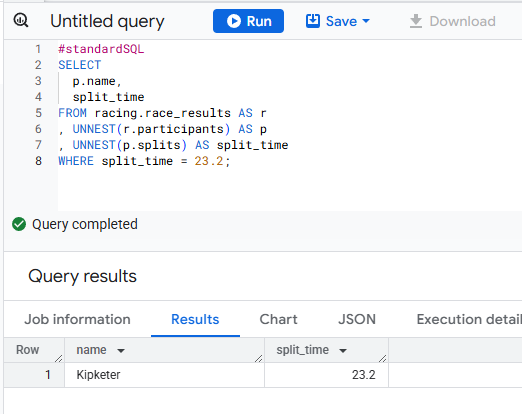 Untitled query Run Save Download
1 #standardSQL
2 SELECT
3 p.name,
4 split_time
5 FROM racing.race_results AS r
6 , UNNEST(r.participants) AS p
7 , UNNEST(p.splits) AS split_time
8 WHERE split_time = 23.2;
Query completed
Query results
Job information Results Chart JSON Execution detail
Row name split_time
1 Kipketer 23.2